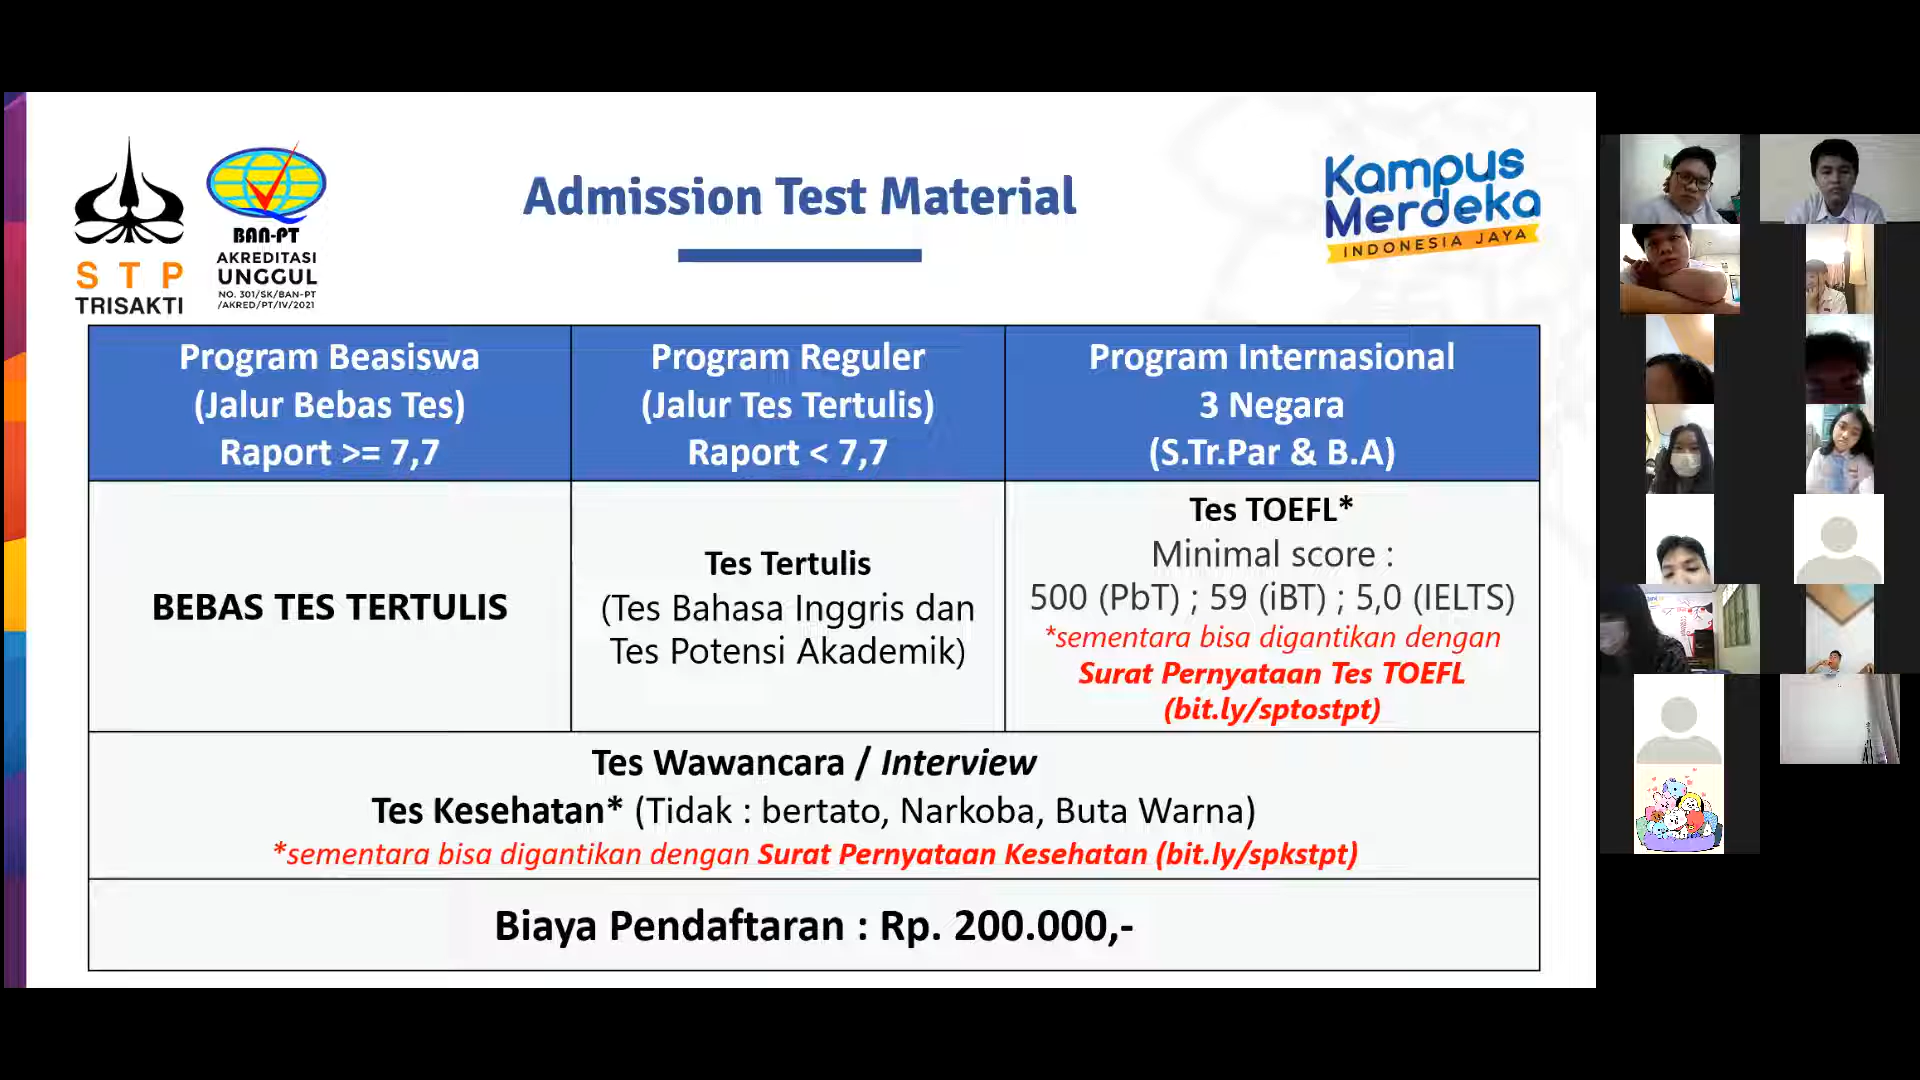 STP
TRISAKTI
BAN-PT
AKREDITASI
UNGGUL
NO. 301/SK/BAN-PT
/AKRED/PT/IV/2021
Admission Test Material
Kampus
Merdeka
INDONESIA JAYA
Program Beasiswa
(Jalur Bebas Tes)
Raport >= 7,7
Program Reguler
(Jalur Tes Tertulis)
Raport < 7,7
Program Internasional
3 Negara
(S.Tr.Par & B.A)
BEBAS TES TERTULIS
Tes Tertulis
(Tes Bahasa Inggris dan
Tes Potensi Akademik)
Tes TOEFL*
Minimal score :
500 (PbT) ; 59 (iBT) ; 5,0 (IELTS)
*sementara bisa digantikan dengan
Surat Pernyataan Tes TOEFL
(bit.ly/sptostpt)
Tes Wawancara / Interview
Tes Kesehatan* (Tidak : bertato, Narkoba, Buta Warna)
*sementara bisa digantikan dengan Surat Pernyataan Kesehatan (bit.ly/spkstpt)
Biaya Pendaftaran : Rp. 200.000,-